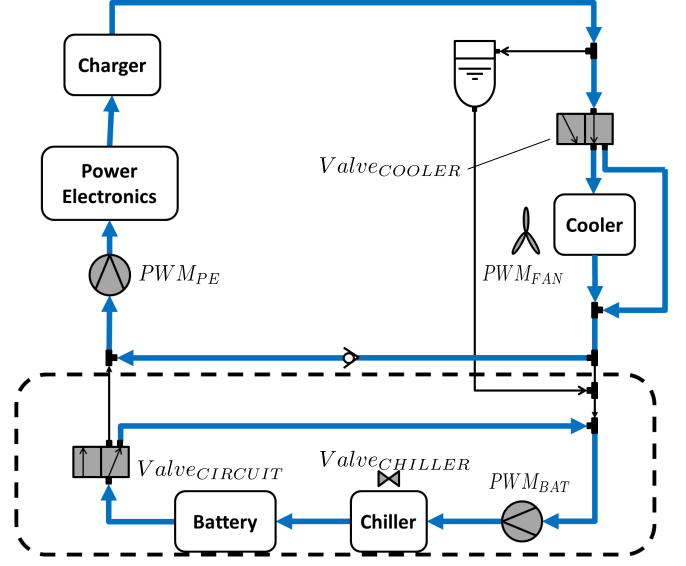 Charger
Valve_COOLER
Power
Electronics
Cooler
PWM_PE
PWM_FAN
Valve_CIRCUIT
Valve_CHILLER
PWM_BAT
Battery
Chiller